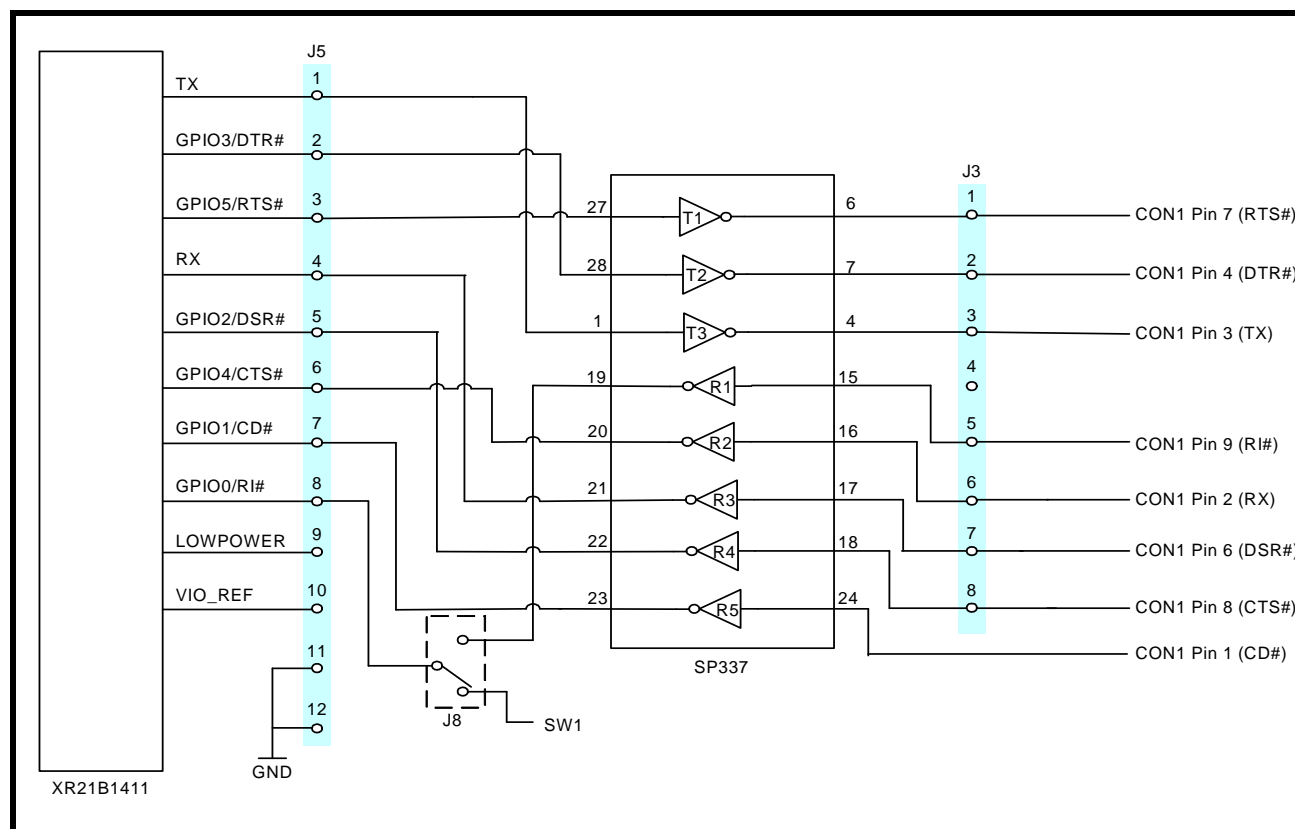 J5
TX
1
GPIO3/DTR#
2
GPIO5/RTS#
3
RX
4
GPIO2/DSR#
5
GPIO4/CTS#
6
GPIO1/CD#
7
GPIO0/RI#
8
LOWPOWER
9
VIO_REF
10
11
12
GND
XR21B1411
J8
SW1
27
T1
6
28
T2
7
1
T3
4
19
R1
15
20
R2
16
21
R3
17
22
R4
18
23
R5
24
SP337
J3
1
CON1 Pin 7 (RTS#)
2
CON1 Pin 4 (DTR#)
3
CON1 Pin 3 (TX)
4
5
CON1 Pin 9 (RI#)
6
CON1 Pin 2 (RX)
7
CON1 Pin 6 (DSR#)
8
CON1 Pin 8 (CTS#)
CON1 Pin 1 (CD#)